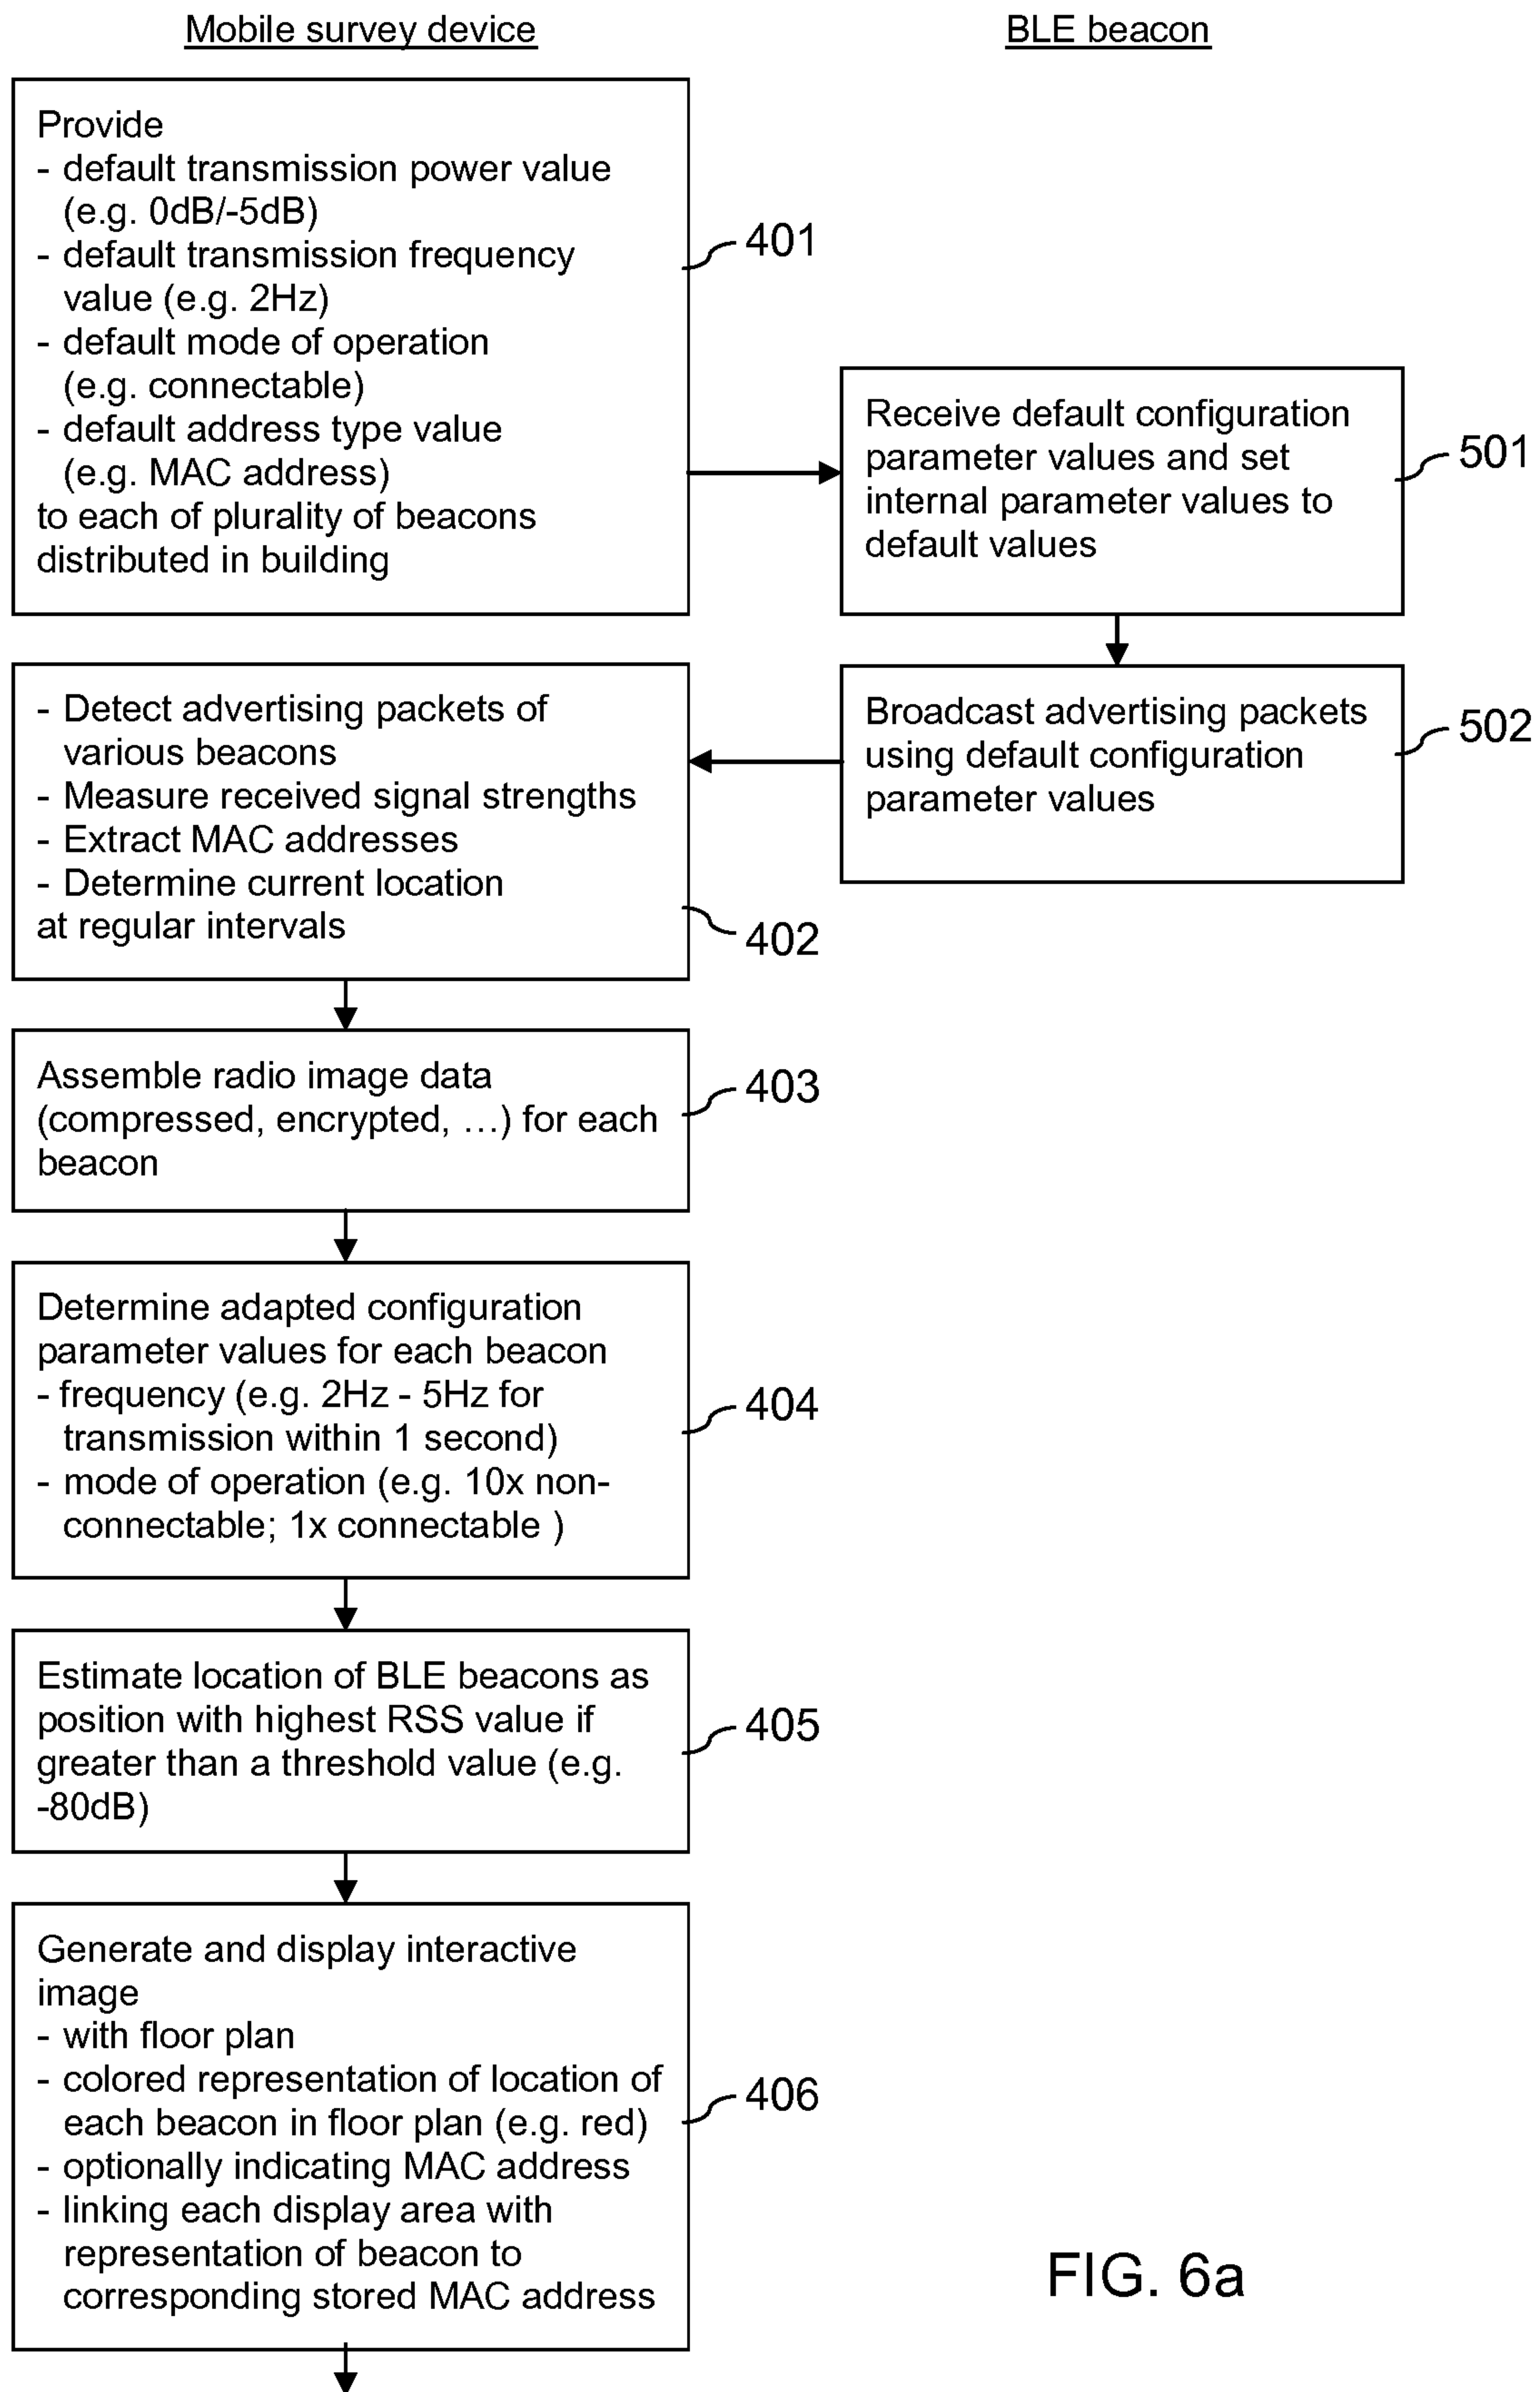 Mobile survey device
BLE beacon
Provide
- default transmission power value
(e.g. 0dB/-5dB)
- default transmission frequency
value (e.g. 2Hz)
- default mode of operation
(e.g. connectable)
- default address type value
(e.g. MAC address)
to each of plurality of beacons
distributed in building
401
Receive default configuration
parameter values and set
internal parameter values to
default values
501
- Detect advertising packets of
various beacons
- Measure received signal strengths
- Extract MAC addresses
- Determine current location
at regular intervals
402
Broadcast advertising packets
using default configuration
parameter values
502
Assemble radio image data
(compressed, encrypted, …) for each
beacon
403
Determine adapted configuration
parameter values for each beacon
- frequency (e.g. 2Hz - 5Hz for
transmission within 1 second)
- mode of operation (e.g. 10x non-
connectable; 1x connectable )
404
Estimate location of BLE beacons as
position with highest RSS value if
greater than a threshold value (e.g.
-80dB)
405
Generate and display interactive
image
- with floor plan
- colored representation of location of
each beacon in floor plan (e.g. red)
- optionally indicating MAC address
- linking each display area with
representation of beacon to
corresponding stored MAC address
406
FIG. 6a